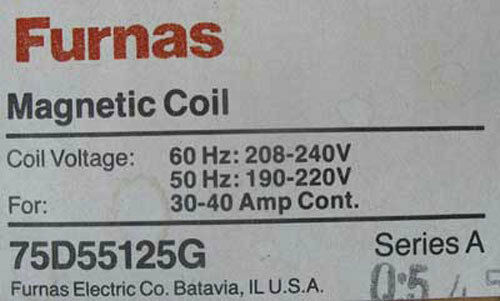 Furnas
Magnetic Coil
Coil Voltage: 60 Hz: 208-240V
50 Hz: 190-220V
For: 30-40 Amp Cont.
75D55125G Series A
Furnas Electric Co. Batavia, IL U.S.A.